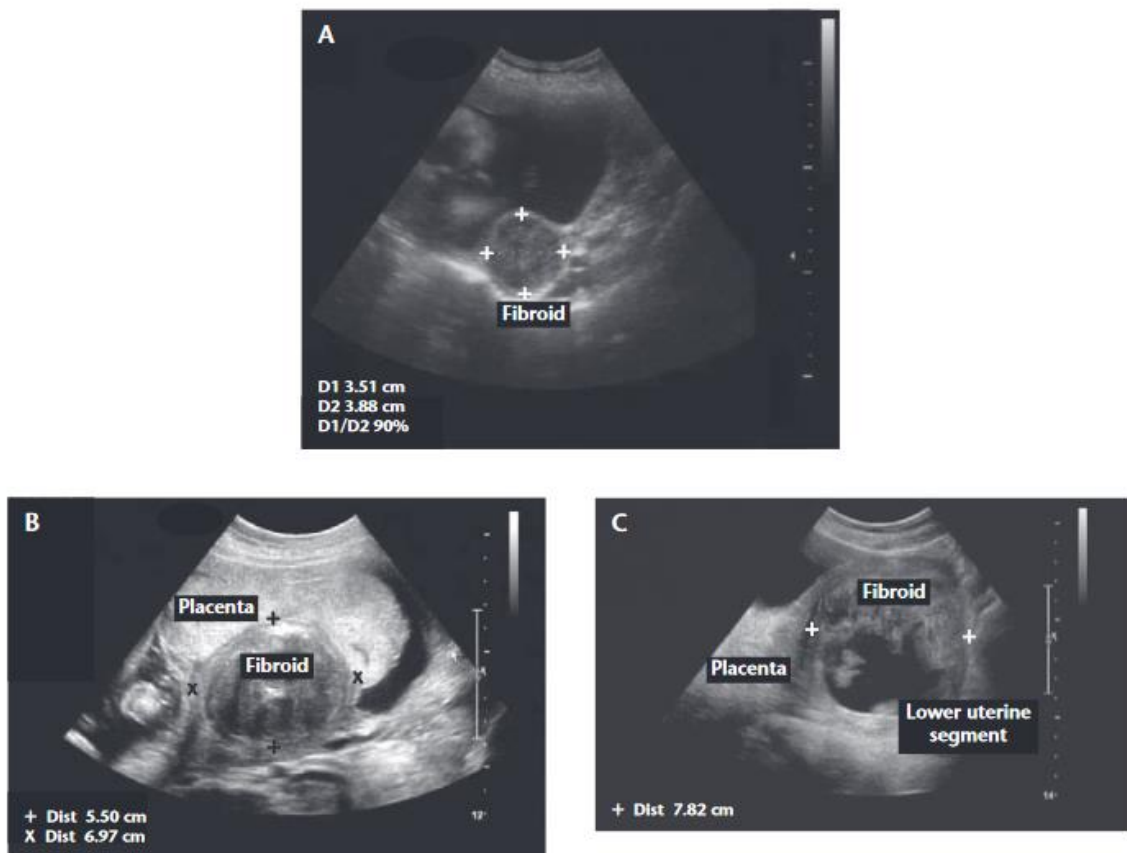 A
Fibroid
D1 3.51 cm
D2 3.88 cm
D1/D2 90%
B
Placenta
Fibroid
+ Dist 5.50 cm
X Dist 6.97 cm
C
Fibroid
Placenta
Lower uterine
segment
+ Dist 7.82 cm